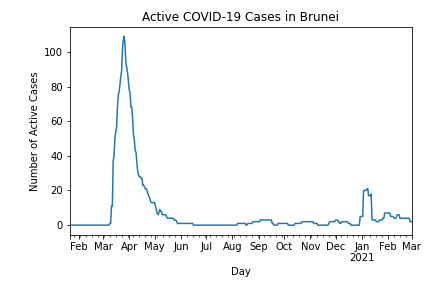 Active COVID-19 Cases in Brunei
Number of Active Cases
100
80
60
40
20
0
Feb Mar Apr May Jun Jul Aug Sep Oct Nov Dec Jan Feb Mar
2021
Day